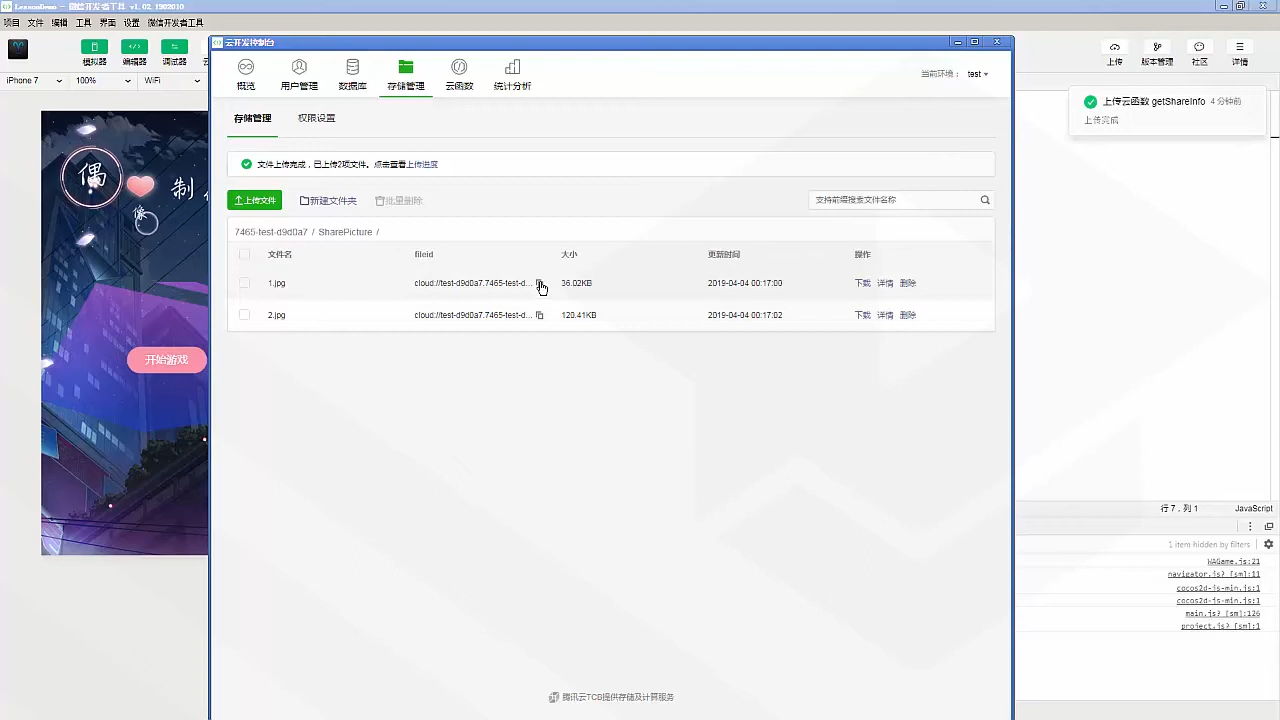 LessonDemo - 微信开发者工具 v1.02.1902010
项目 文件 编辑 工具 界面 设置 微信开发者工具
模拟器 编辑器 调试器
上传 版本管理 社区 详情
iPhone 7 100% WiFi
云开发控制台
概览 用户管理 数据库 存储管理 云函数 统计分析
当前环境： test
存储管理 权限设置
上传云函数 getShareInfo 4 分钟前
上传完成
文件上传完成，已上传2项文件。点击查看上传进度
上传文件 新建文件夹 批量删除 支持前缀搜索文件名称
7465-test-d9d0a7 / SharePicture /
文件名 fileid 大小 更新时间 操作
1.jpg cloud://test-d9d0a7.7465-test-d... 36.02KB 2019-04-04 00:17:00 下载 详情 删除
2.jpg cloud://test-d9d0a7.7465-test-d... 120.41KB 2019-04-04 00:17:02 下载 详情 删除
偶
像
制
开始游戏
行 7，列 1 JavaScript
1 item hidden by filters
WAGame.js:21
navigator.js? [sm]:11
cocos2d-js-min.js:1
cocos2d-js-min.js:1
main.js? [sm]:126
project.js? [sm]:1
腾讯云TCB提供存储及计算服务